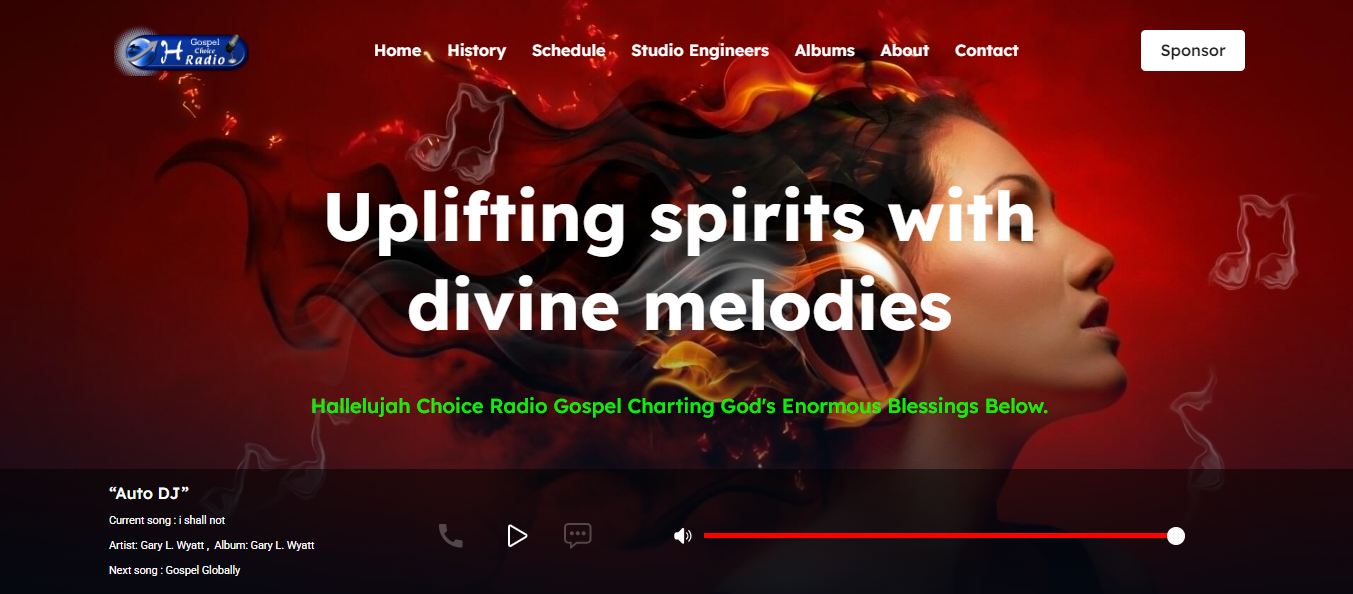 Gospel
Choice
H Radio
Home History Schedule Studio Engineers Albums About Contact
Sponsor
Uplifting spirits with
divine melodies
Hallelujah Choice Radio Gospel Charting God's Enormous Blessings Below.
“Auto DJ”
Current song : i shall not
Artist: Gary L. Wyatt , Album: Gary L. Wyatt
Next song : Gospel Globally